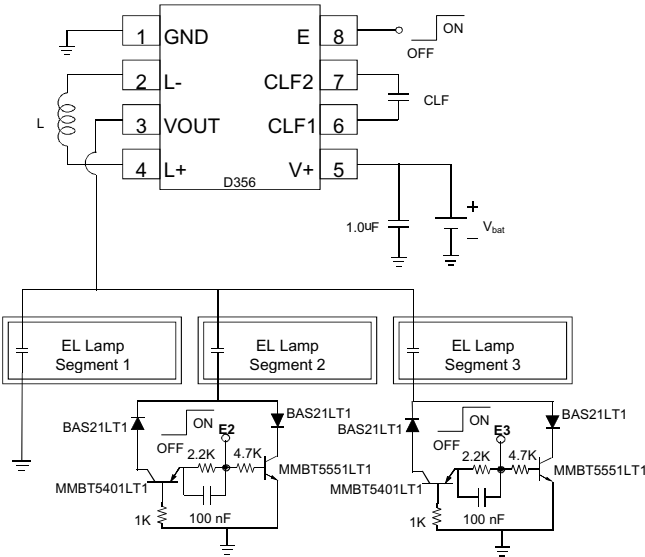 1 GND
E 8
ON
OFF
2 L-
CLF2 7
CLF
L
3 VOUT
CLF1 6
4 L+
V+ 5
D356
1.0uF
+
Vbat
–
EL Lamp
Segment 1
EL Lamp
Segment 2
EL Lamp
Segment 3
BAS21LT1
ON
OFF
E2
BAS21LT1
2.2K
4.7K
MMBT5401LT1
MMBT5551LT1
1K
100 nF
BAS21LT1
ON
OFF
E3
BAS21LT1
2.2K
4.7K
MMBT5401LT1
MMBT5551LT1
1K
100 nF